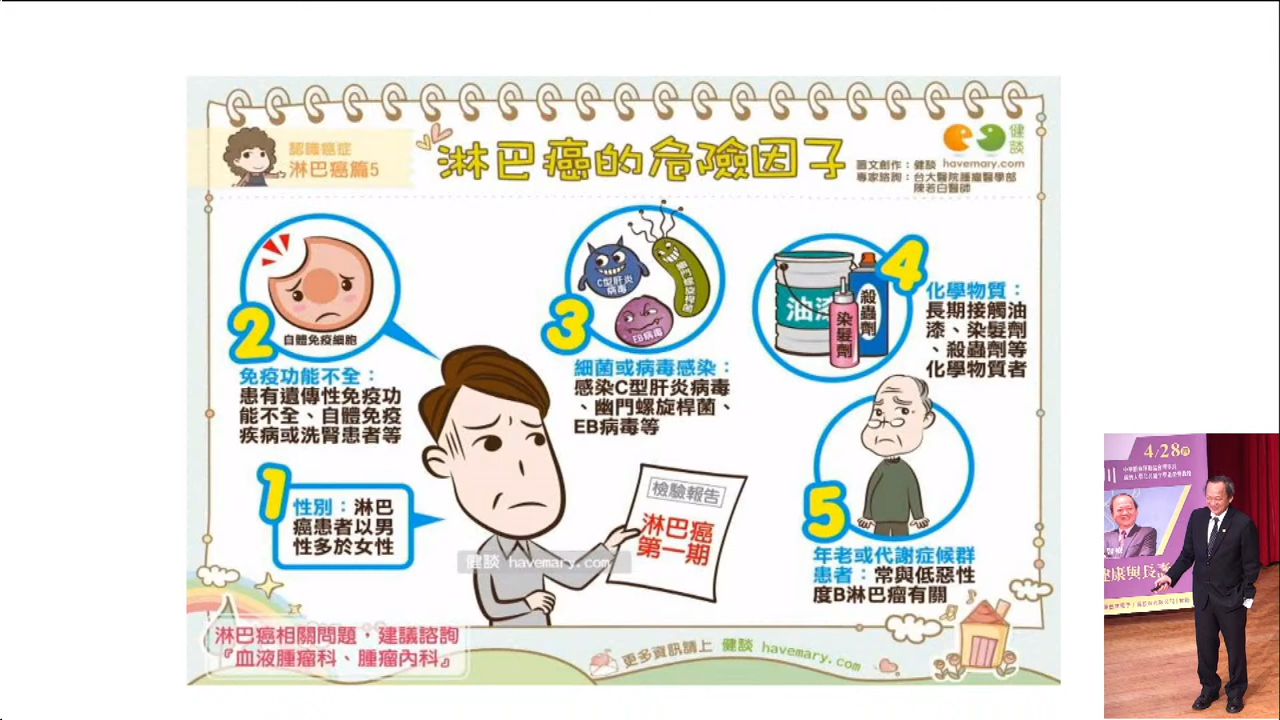 認識癌症
淋巴癌篇5
淋巴癌的危險因子
健談
havemary.com
圖文創作：健談
專家諮詢：台大醫院腫瘤醫學部
陳若白醫師
2
自體免疫細胞
免疫功能不全：
患有遺傳性免疫功
能不全、自體免疫
疾病或洗腎患者等
3
C型肝炎
病毒
幽門螺旋桿菌
EB病毒
細菌或病毒感染：
感染C型肝炎病毒
、幽門螺旋桿菌、
EB病毒等
4
油漆
染髮劑
殺蟲劑
化學物質：
長期接觸油
漆、染髮劑
、殺蟲劑等
化學物質者
1
性別：淋巴
癌患者以男
性多於女性
檢驗報告
淋巴癌
第一期
健談 havemary.com
5
年老或代謝症候群
患者：常與低惡性
度B淋巴瘤有關
淋巴癌相關問題，建議諮詢
『血液腫瘤科、腫瘤內科』
更多資訊請上 健談 havemary.com
4/28